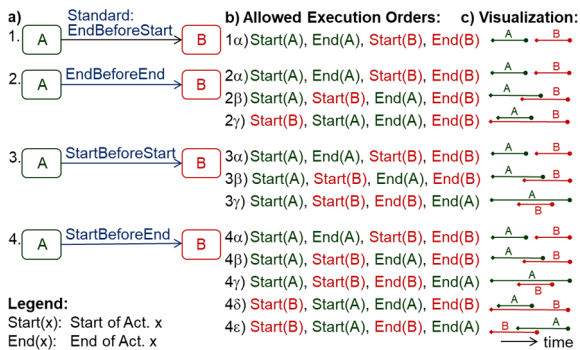 a) Standard: b) Allowed Execution Orders: c) Visualization:
1. A EndBeforeStart B 1α) Start(A), End(A), Start(B), End(B) A B
2. A EndBeforeEnd B 2α) Start(A), End(A), Start(B), End(B) A B
2β) Start(A), Start(B), End(A), End(B) A B
2γ) Start(B), Start(A), End(A), End(B) A B
3. A StartBeforeStart B 3α) Start(A), End(A), Start(B), End(B) A B
3β) Start(A), Start(B), End(A), End(B) A B
3γ) Start(A), Start(B), End(B), End(A) A B
4. A StartBeforeEnd B 4α) Start(A), End(A), Start(B), End(B) A B
4β) Start(A), Start(B), End(A), End(B) A B
4γ) Start(A), Start(B), End(B), End(A) A B
Legend: 4δ) Start(B), Start(A), End(A), End(B) A B
Start(x): Start of Act. x 4ε) Start(B), Start(A), End(B), End(A) B A
End(x): End of Act. x time